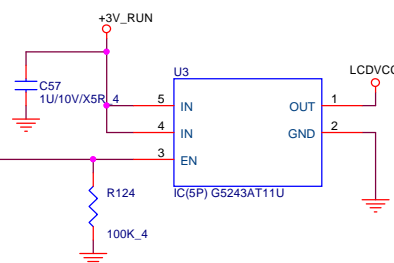 +3V_RUN
C57
1U/10V/X5R_4
U3
LCDVCC
5 IN OUT 1
4 IN GND 2
3 EN
IC(5P) G5243AT11U
R124
100K_4